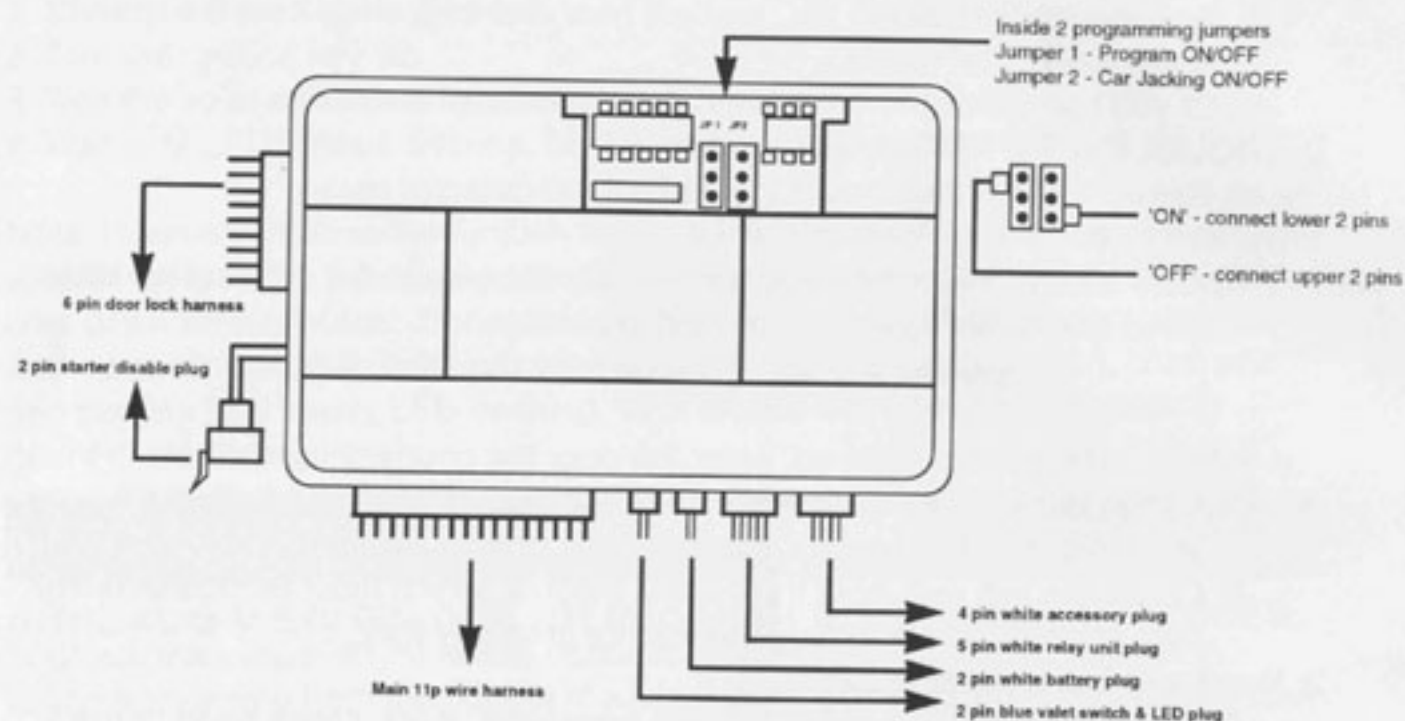 Inside 2 programming jumpers
Jumper 1 - Program ON/OFF
Jumper 2 - Car Jacking ON/OFF
JP1 JP2
'ON' - connect lower 2 pins
'OFF' - connect upper 2 pins
6 pin door lock harness
2 pin starter disable plug
4 pin white accessory plug
5 pin white relay unit plug
2 pin white battery plug
Main 11p wire harness
2 pin blue valet switch & LED plug